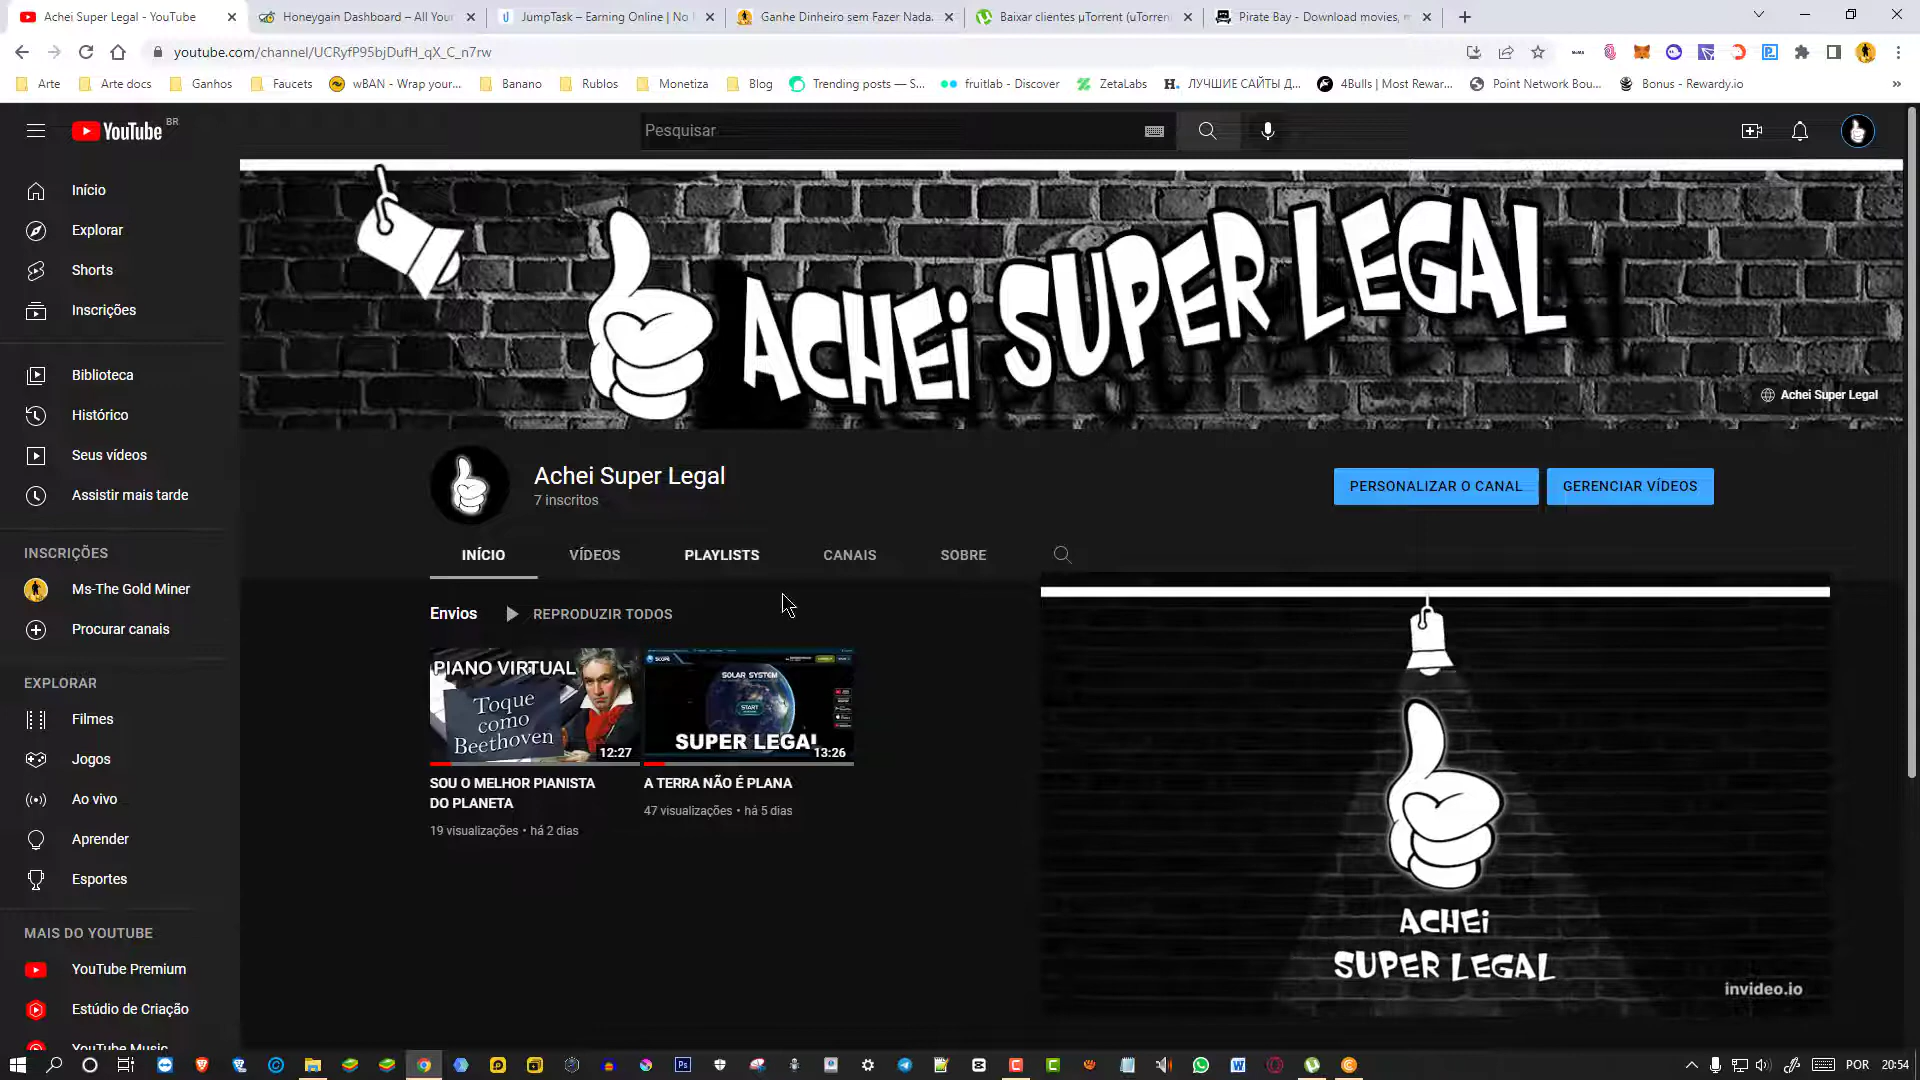 Achei Super Legal - YouTube
Honeygain Dashboard – All Your
JumpTask – Earning Online | No
Ganhe Dinheiro sem Fazer Nada.
Baixar clientes µTorrent (uTorren
Pirate Bay - Download movies, m
youtube.com/channel/UCRyfP95bjDufH_qX_C_n7rw
Arte
Arte docs
Ganhos
Faucets
wBAN - Wrap your...
Banano
Rublos
Monetiza
Blog
Trending posts — S...
fruitlab - Discover
ZetaLabs
H. ЛУЧШИЕ САЙТЫ Д...
4Bulls | Most Rewar...
Point Network Bou...
Bonus - Rewardy.io
YouTube BR
Pesquisar
Início
Explorar
Shorts
Inscrições
Biblioteca
Histórico
Seus vídeos
Assistir mais tarde
INSCRIÇÕES
Ms-The Gold Miner
Procurar canais
EXPLORAR
Filmes
Jogos
Ao vivo
Aprender
Esportes
MAIS DO YOUTUBE
YouTube Premium
Estúdio de Criação
YouTube Music
ACHEi SUPER LEGAL
Achei Super Legal
Achei Super Legal
7 inscritos
PERSONALIZAR O CANAL
GERENCIAR VÍDEOS
INÍCIO
VÍDEOS
PLAYLISTS
CANAIS
SOBRE
Envios
REPRODUZIR TODOS
PIANO VIRTUAL
Toque
como
Beethoven
12:27
SOU O MELHOR PIANISTA
DO PLANETA
19 visualizações • há 2 dias
SCOPE
SOLAR SYSTEM
START
SUPER LEGAL
13:26
A TERRA NÃO É PLANA
47 visualizações • há 5 dias
ACHEi
SUPER LEGAL
invideo.io
POR
20:54